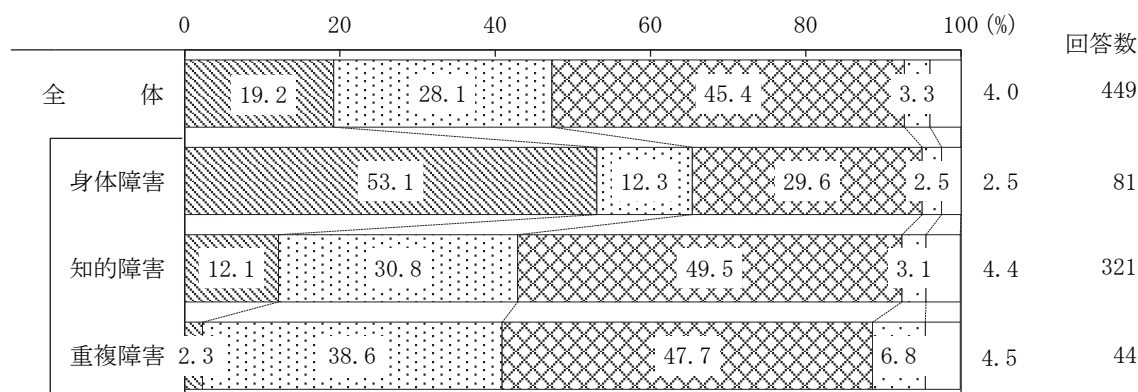 0 20 40 60 80 100 (%)
回答数
全 体 19.2 28.1 45.4 3.3 4.0 449
身体障害 53.1 12.3 29.6 2.5 2.5 81
知的障害 12.1 30.8 49.5 3.1 4.4 321
重複障害 2.3 38.6 47.7 6.8 4.5 44